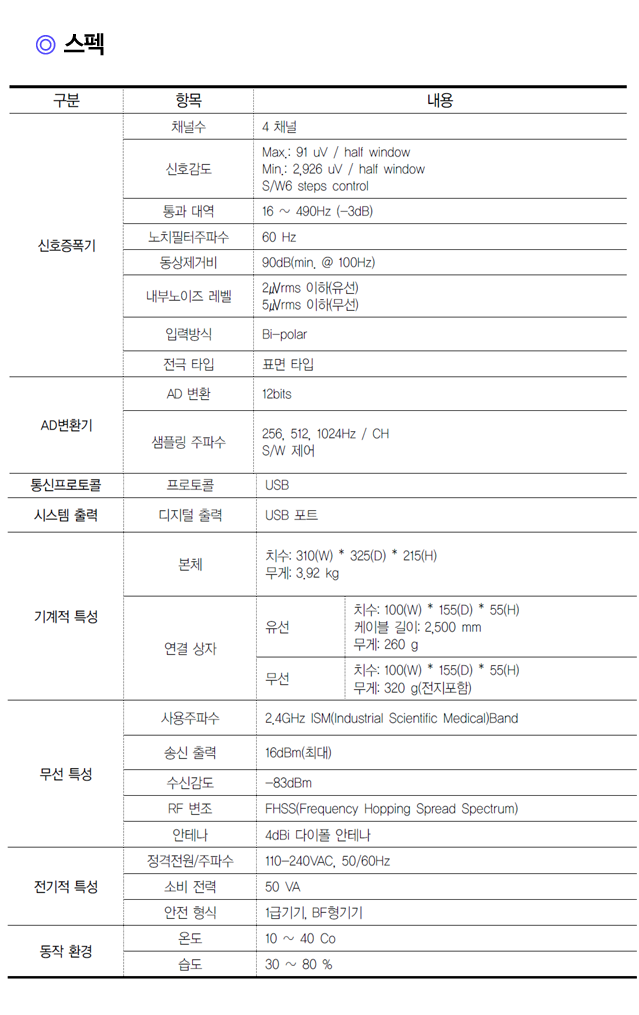 ◎ 스펙
구분 항목 내용
신호증폭기
채널수 4 채널
신호감도
Max.: 91 uV / half window
Min.: 2,926 uV / half window
S/W6 steps control
통과 대역 16 ~ 490Hz (-3dB)
노치필터주파수 60 Hz
동상제거비 90dB(min. @ 100Hz)
내부노이즈 레벨
2㎶rms 이하(유선)
5㎶rms 이하(무선)
입력방식 Bi-polar
전극 타입 표면 타입
AD변환기
AD 변환 12bits
샘플링 주파수
256, 512, 1024Hz / CH
S/W 제어
통신프로토콜 프로토콜 USB
시스템 출력 디지털 출력 USB 포트
기계적 특성
본체
치수: 310(W) * 325(D) * 215(H)
무게: 3.92 kg
연결 상자
유선
치수: 100(W) * 155(D) * 55(H)
케이블 길이: 2,500 mm
무게: 260 g
무선
치수: 100(W) * 155(D) * 55(H)
무게: 320 g(전지포함)
무선 특성
사용주파수 2.4GHz ISM(Industrial Scientific Medical)Band
송신 출력 16dBm(최대)
수신감도 -83dBm
RF 변조 FHSS(Frequency Hopping Spread Spectrum)
안테나 4dBi 다이폴 안테나
전기적 특성
정격전원/주파수 110-240VAC, 50/60Hz
소비 전력 50 VA
안전 형식 1급기기, BF형기기
동작 환경
온도 10 ~ 40 Co
습도 30 ~ 80 %